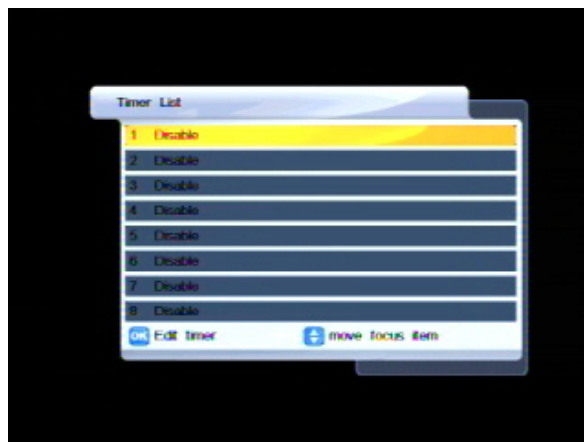 Timer List
1 Disable
2 Disable
3 Disable
4 Disable
5 Disable
6 Disable
7 Disable
8 Disable
OK Edit timer move focus item